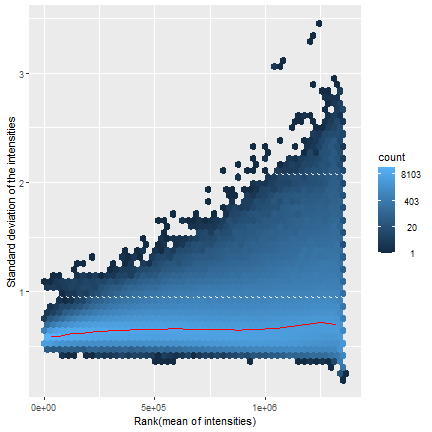 Standard deviation of the intensities
3
2
1
0e+00 5e+05 1e+06
Rank(mean of intensities)
count
8103
403
20
1